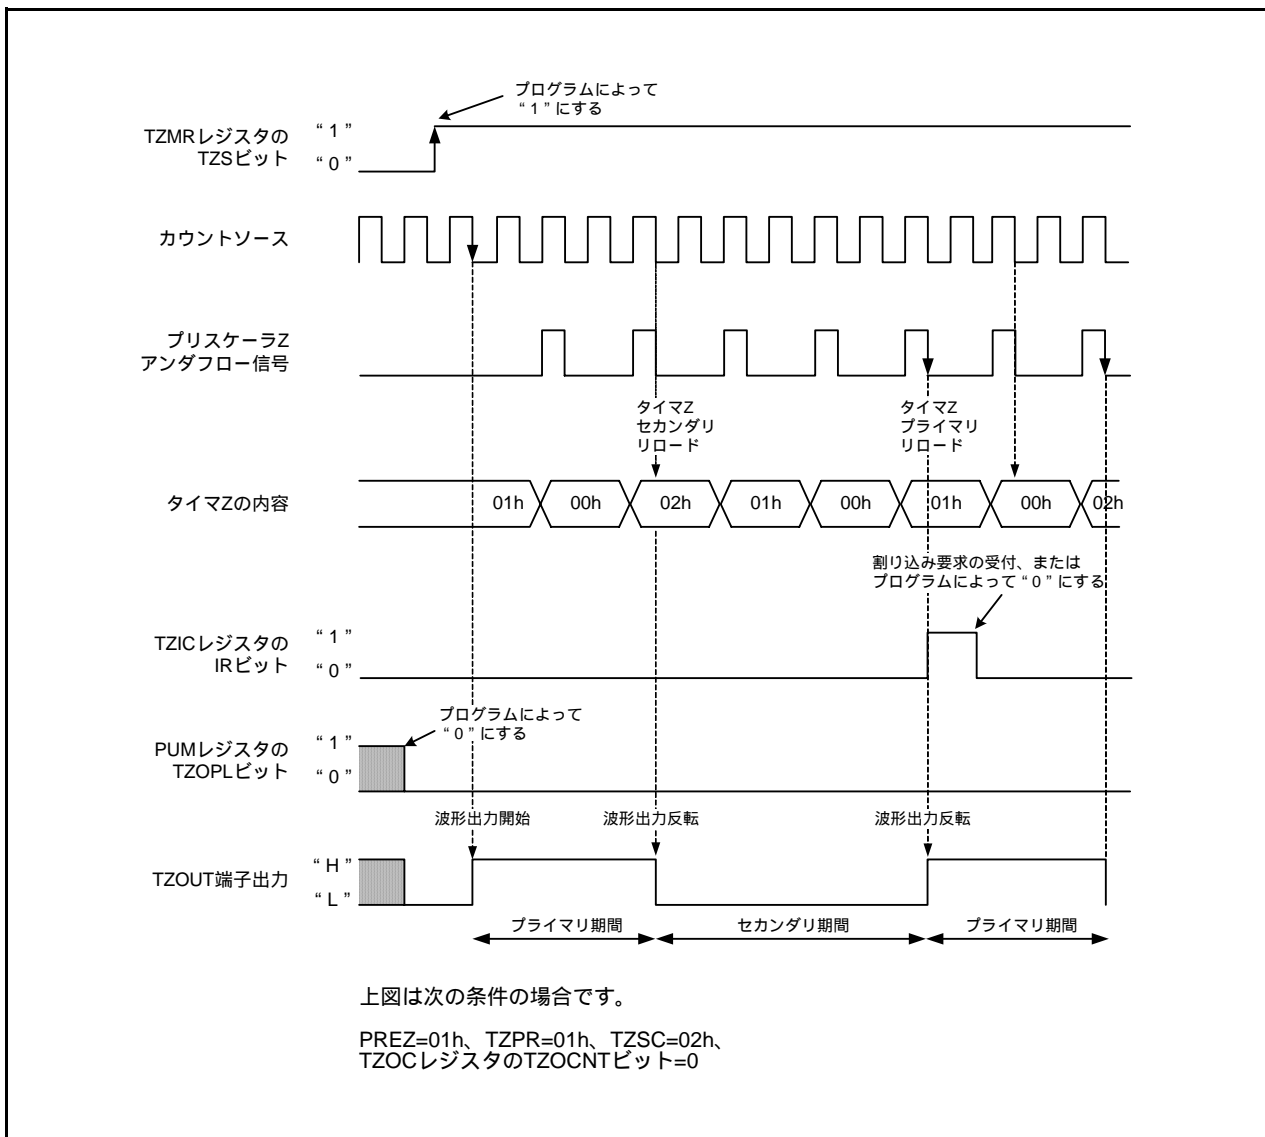 プログラムによって
“1”にする
TZMRレジスタの
TZSビット
“1”
“0”
カウントソース
プリスケーラZ
アンダフロー信号
タイマZ
セカンダリ
リロード
タイマZ
プライマリ
リロード
タイマZの内容
01h
00h
02h
01h
00h
01h
00h
02h
割り込み要求の受付、または
プログラムによって“0”にする
TZICレジスタの
IRビット
“1”
“0”
プログラムによって
“0”にする
PUMレジスタの
TZOPLビット
“1”
“0”
波形出力開始
波形出力反転
波形出力反転
TZOUT端子出力
“H”
“L”
プライマリ期間
セカンダリ期間
プライマリ期間
上図は次の条件の場合です。
PREZ=01h、TZPR=01h、TZSC=02h、
TZOCレジスタのTZOCNTビット=0